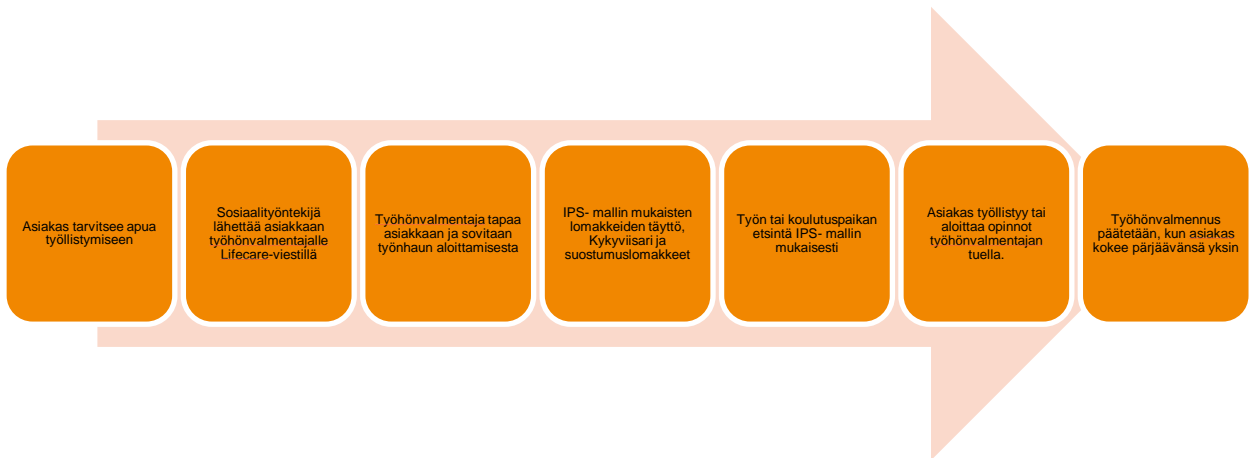 Asiakas tarvitsee apua
työllistymiseen
Sosiaalityöntekijä
lähettää asiakkaan
työhönvalmentajalle
Lifecare-viestillä
Työhönvalmentaja tapaa
asiakkaan ja sovitaan
työnhaun aloittamisesta
IPS- mallin mukaisten
lomakkeiden täyttö,
Kykyviisari ja
suostumuslomakkeet
Työn tai koulutuspaikan
etsintä IPS- mallin
mukaisesti
Asiakas työllistyy tai
aloittaa opinnot
työhönvalmentajan
tuella.
Työhönvalmennus
päätetään, kun asiakas
kokee pärjäävänsä yksin